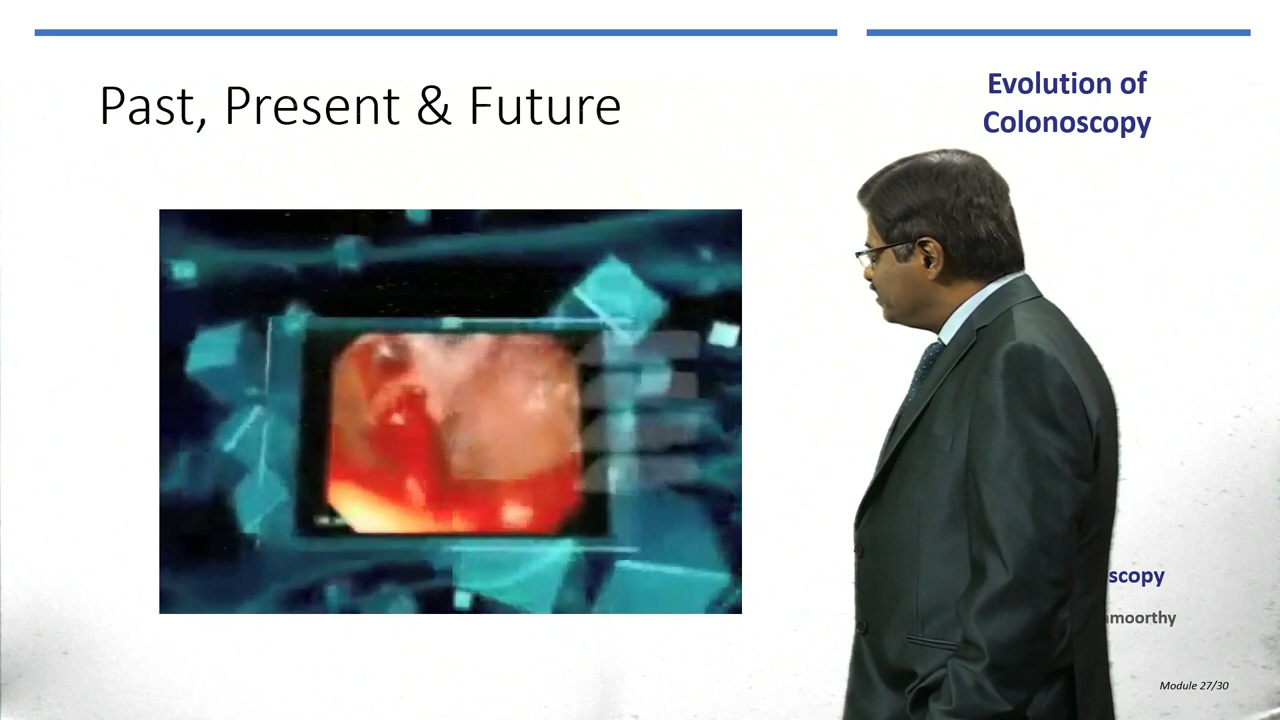 Past, Present & Future
Evolution of
Colonoscopy
scopy
moorthy
Module 27/30